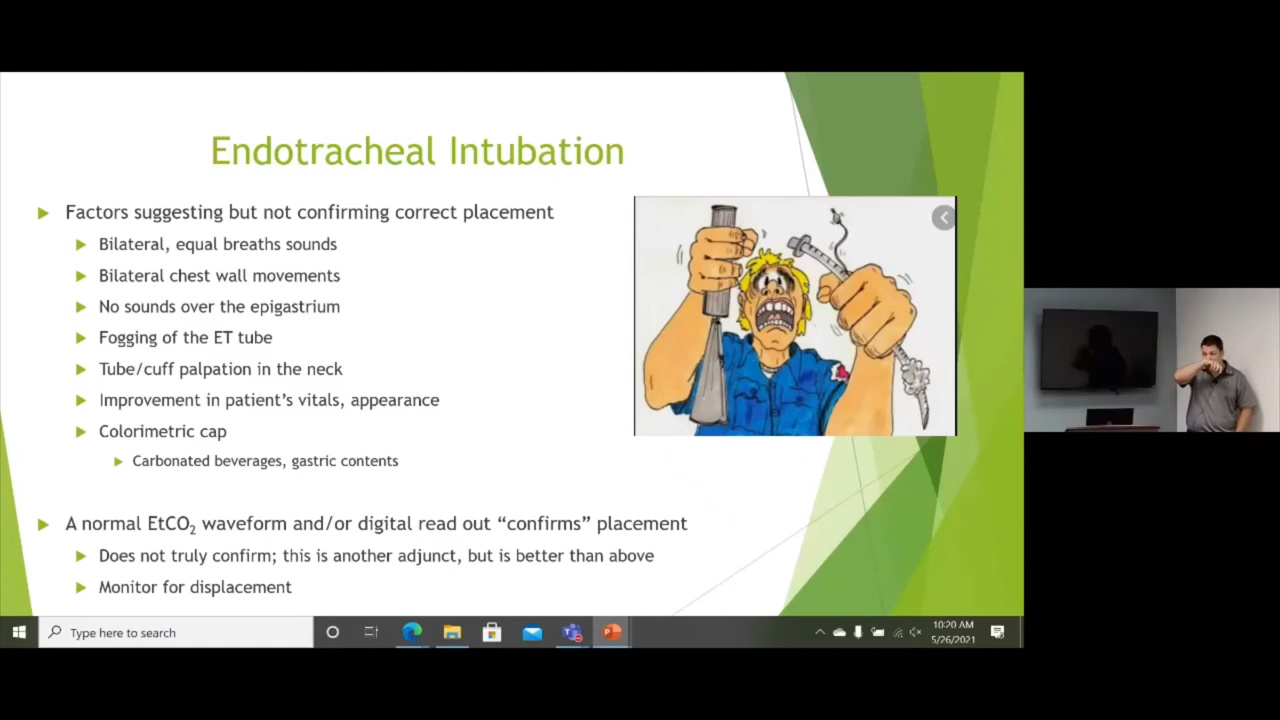 Endotracheal Intubation
Factors suggesting but not confirming correct placement
Bilateral, equal breaths sounds
Bilateral chest wall movements
No sounds over the epigastrium
Fogging of the ET tube
Tube/cuff palpation in the neck
Improvement in patient's vitals, appearance
Colorimetric cap
Carbonated beverages, gastric contents
A normal EtCO₂ waveform and/or digital read out “confirms” placement
Does not truly confirm; this is another adjunct, but is better than above
Monitor for displacement
Type here to search
10:20 AM
5/26/2021